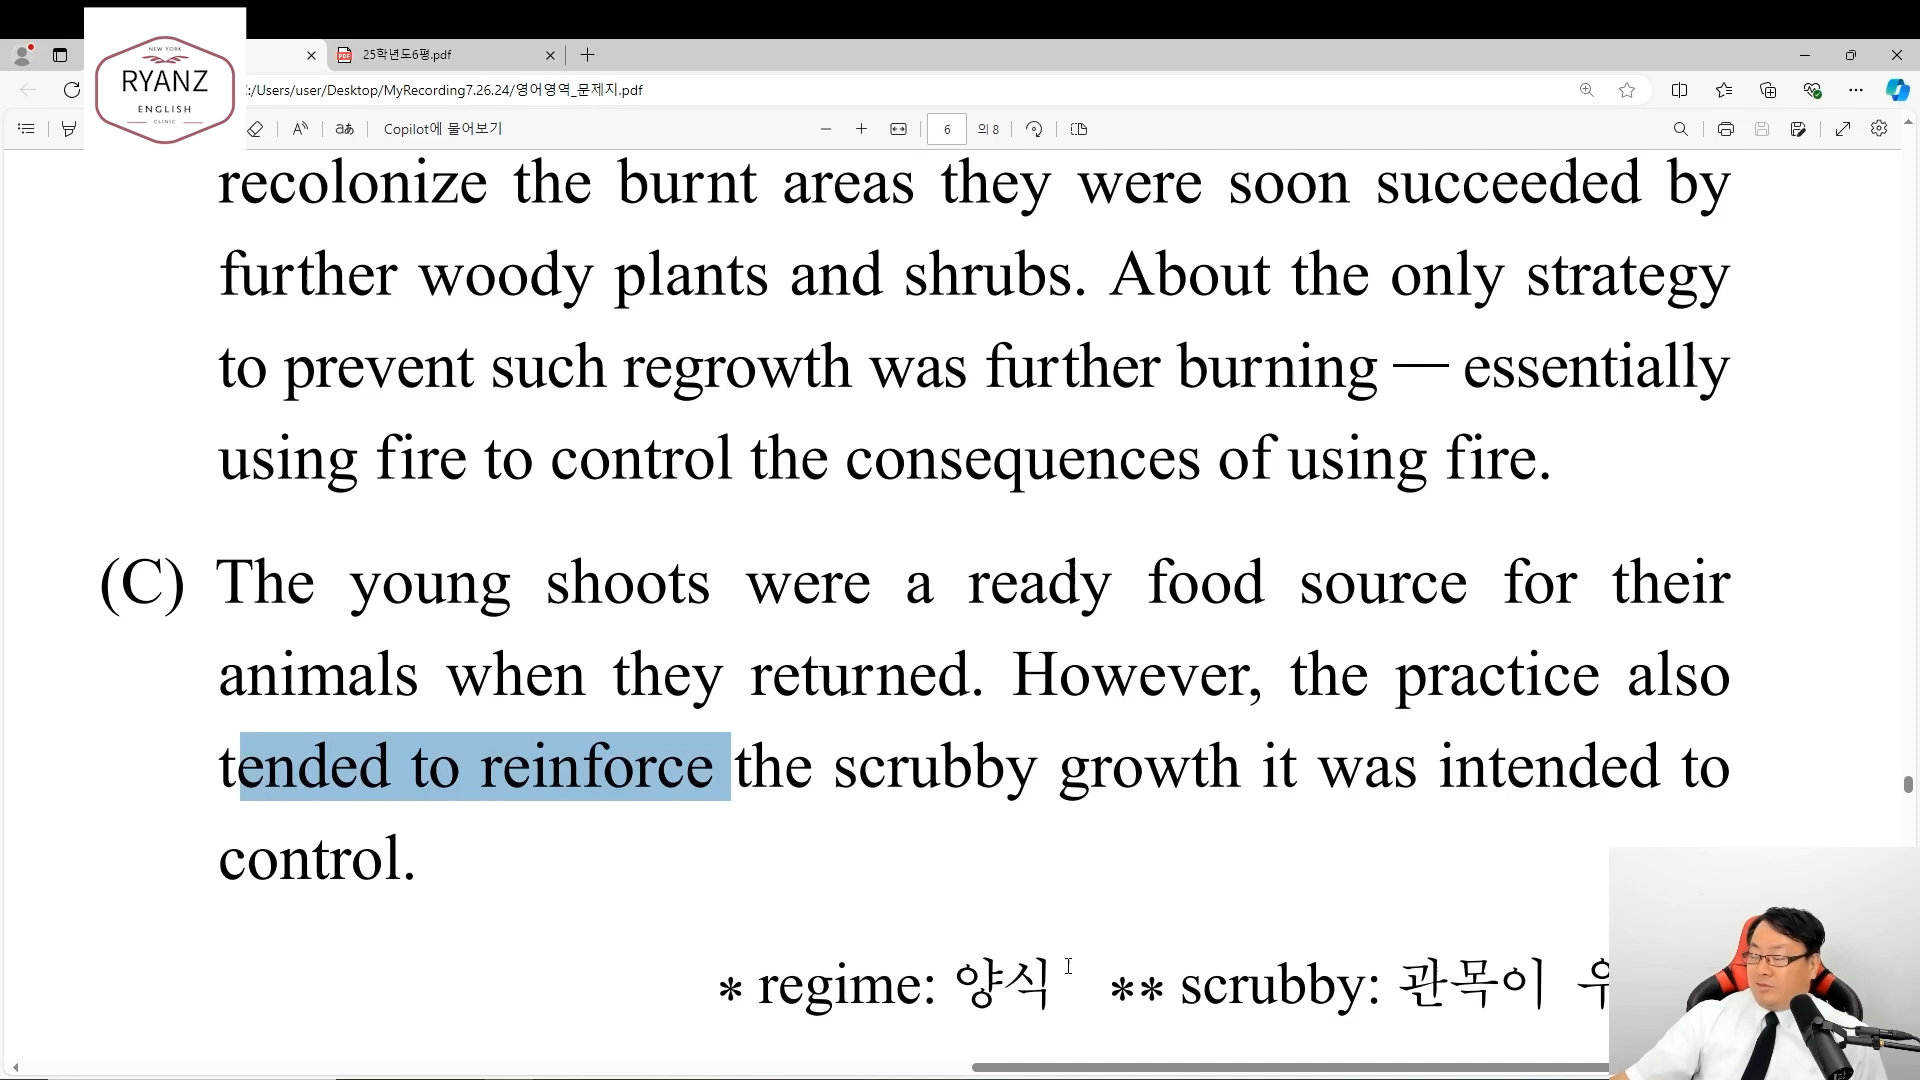 NEW YORK
RYANZ
ENGLISH
CLINIC
25학년도6평.pdf
:/Users/user/Desktop/MyRecording7.26.24/영어영역_문제지.pdf
Copilot에 물어보기
6 의 8
recolonize the burnt areas they were soon succeeded by
further woody plants and shrubs. About the only strategy
to prevent such regrowth was further burning — essentially
using fire to control the consequences of using fire.
(C) The young shoots were a ready food source for their
animals when they returned. However, the practice also
tended to reinforce the scrubby growth it was intended to
control.
* regime: 양식 ** scrubby: 관목이 우